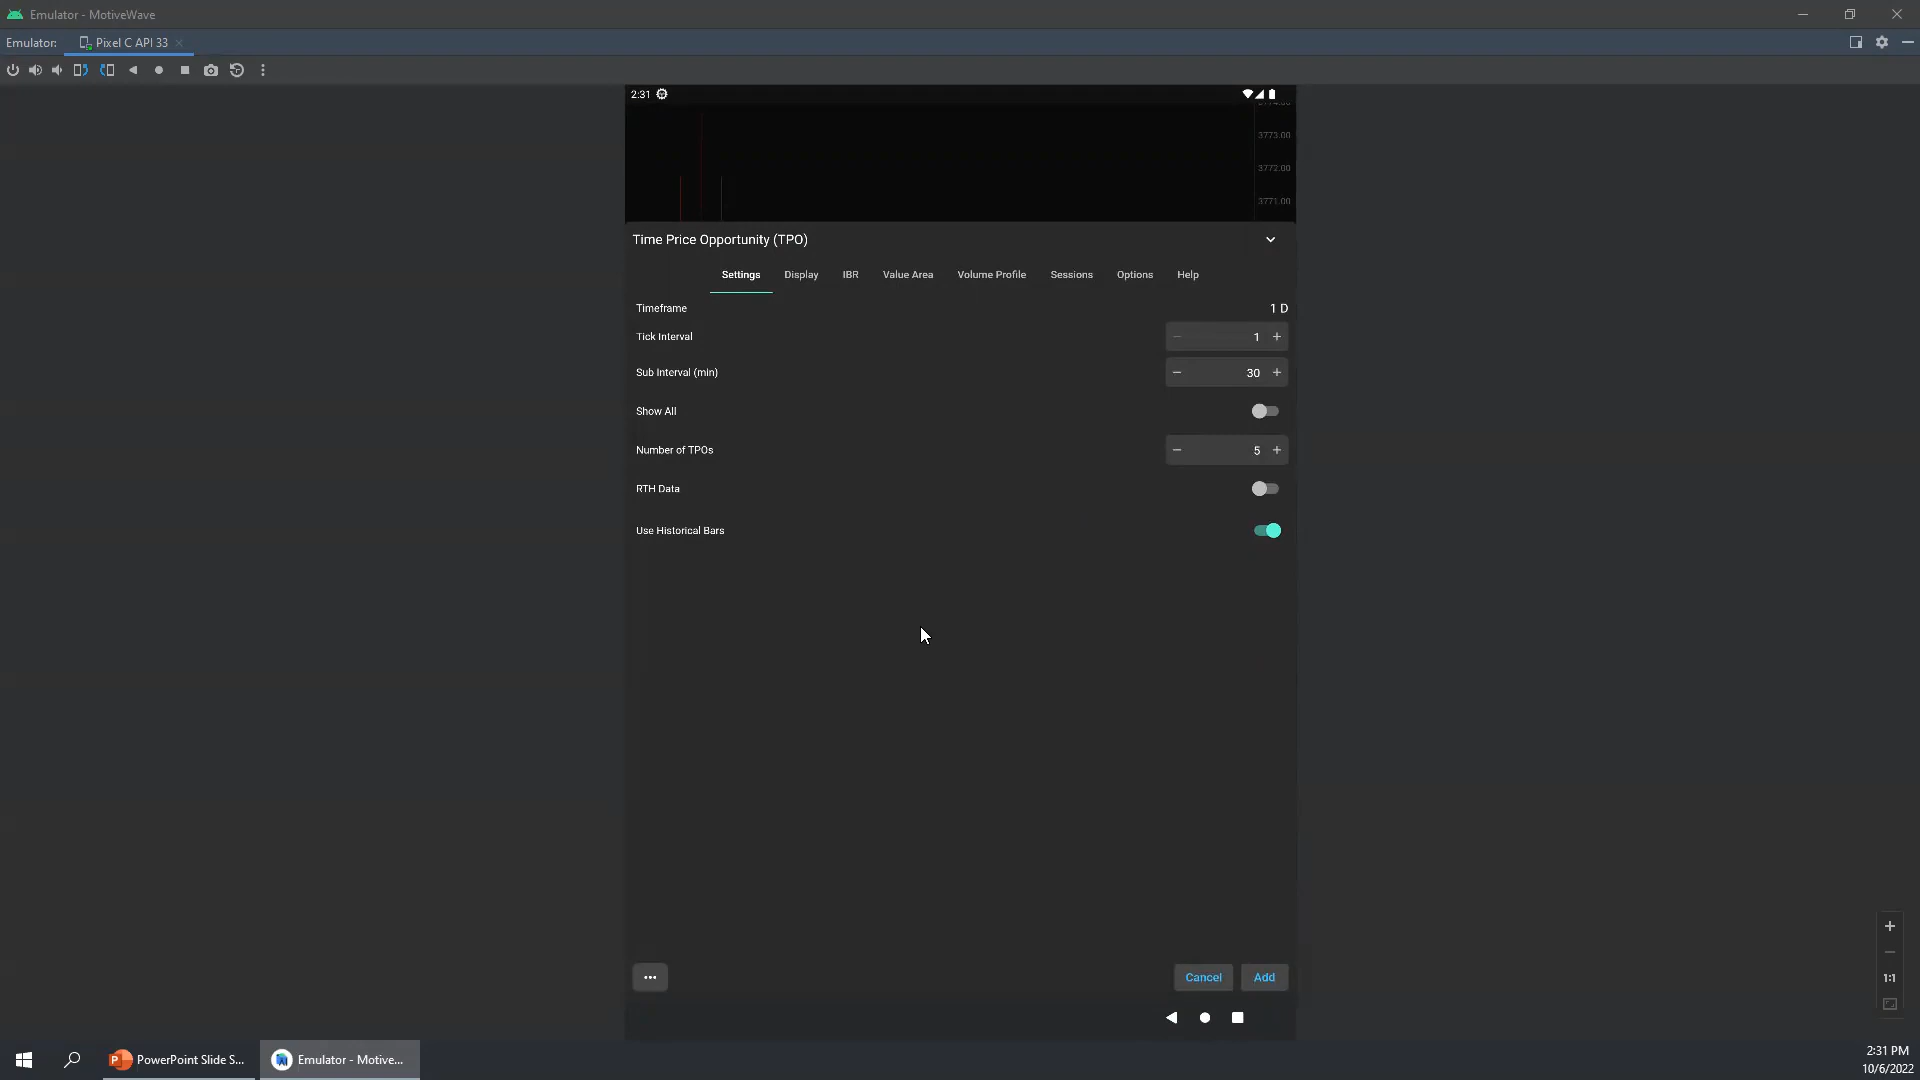 Emulator - MotiveWave
Emulator: Pixel C API 33
2:31
3774.00
3773.00
3772.00
3771.00
Time Price Opportunity (TPO)
Settings Display IBR Value Area Volume Profile Sessions Options Help
Timeframe 1 D
Tick Interval 1
Sub Interval (min) 30
Show All
Number of TPOs 5
RTH Data
Use Historical Bars
Cancel Add
1:1
PowerPoint Slide S... Emulator - Motive...
2:31 PM
10/6/2022